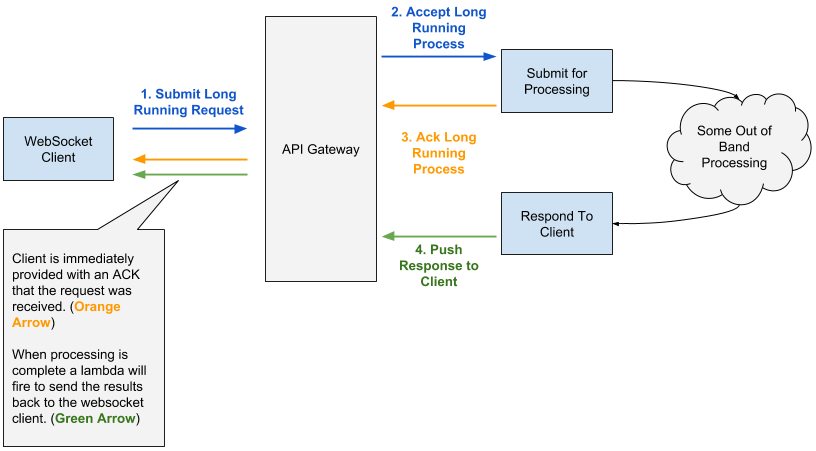 2. Accept Long
Running
Process
1. Submit Long
Running Request
WebSocket
Client
API Gateway
Submit for
Processing
3. Ack Long
Running
Process
Some Out of
Band
Processing
Respond To
Client
4. Push
Response to
Client
Client is immediately
provided with an ACK
that the request was
received. (Orange
Arrow)
When processing is
complete a lambda will
fire to send the results
back to the websocket
client. (Green Arrow)